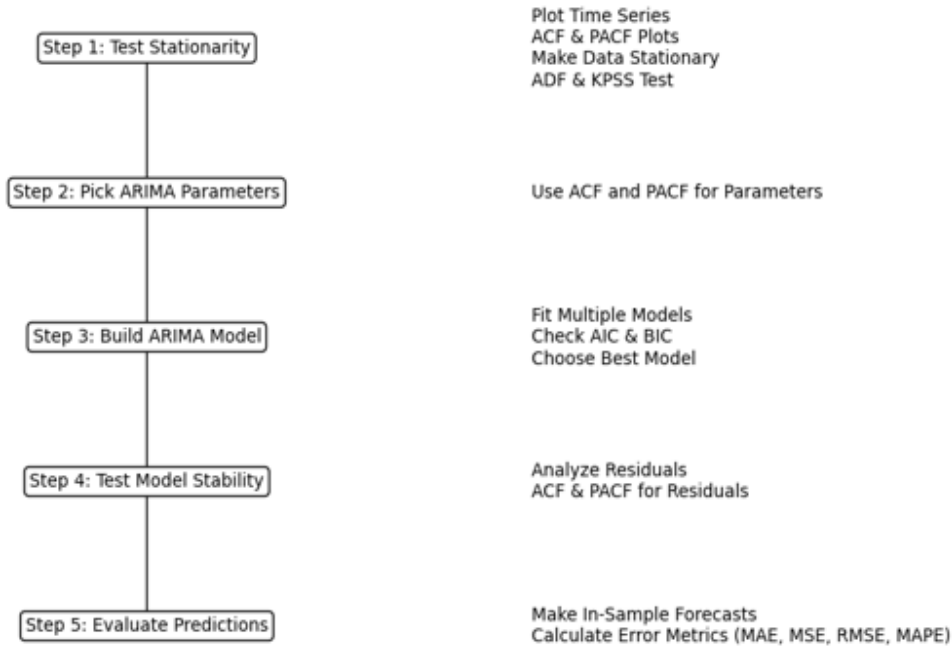 Step 1: Test Stationarity
Plot Time Series
ACF & PACF Plots
Make Data Stationary
ADF & KPSS Test
Step 2: Pick ARIMA Parameters
Use ACF and PACF for Parameters
Step 3: Build ARIMA Model
Fit Multiple Models
Check AIC & BIC
Choose Best Model
Step 4: Test Model Stability
Analyze Residuals
ACF & PACF for Residuals
Step 5: Evaluate Predictions
Make In-Sample Forecasts
Calculate Error Metrics (MAE, MSE, RMSE, MAPE)